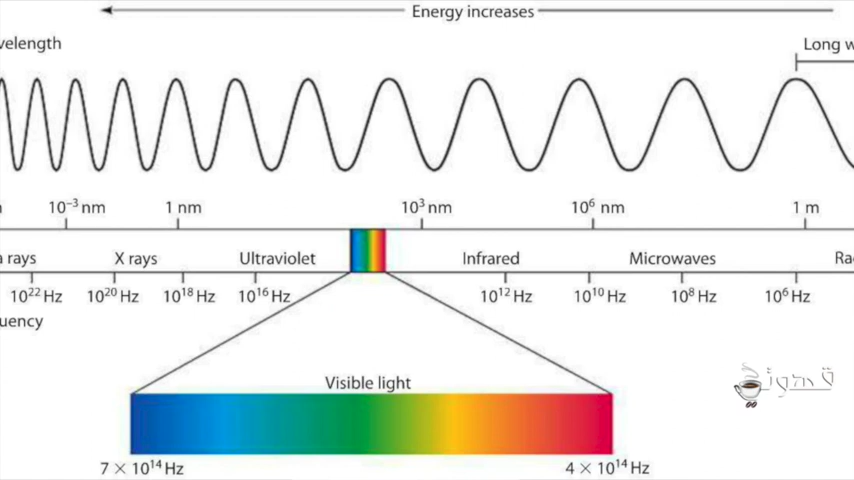 Energy increases
velength
Long w
10⁻³ nm 1 nm 10³ nm 10⁶ nm 1 m
a rays X rays Ultraviolet Infrared Microwaves Ra
10²² Hz 10²⁰ Hz 10¹⁸ Hz 10¹⁶ Hz 10¹² Hz 10¹⁰ Hz 10⁸ Hz 10⁶ Hz
uency
Visible light
7 × 10¹⁴ Hz 4 × 10¹⁴ Hz